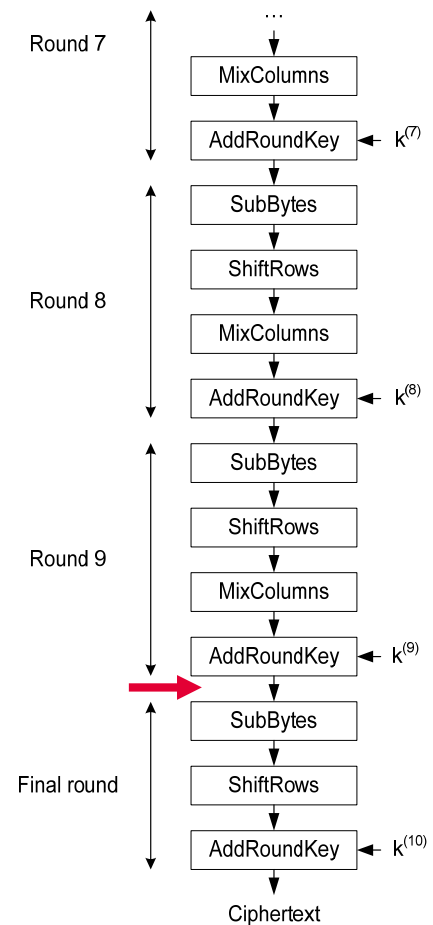 ...
Round 7
MixColumns
AddRoundKey
k(7)
SubBytes
ShiftRows
Round 8
MixColumns
AddRoundKey
k(8)
SubBytes
ShiftRows
Round 9
MixColumns
AddRoundKey
k(9)
SubBytes
Final round
ShiftRows
AddRoundKey
k(10)
Ciphertext